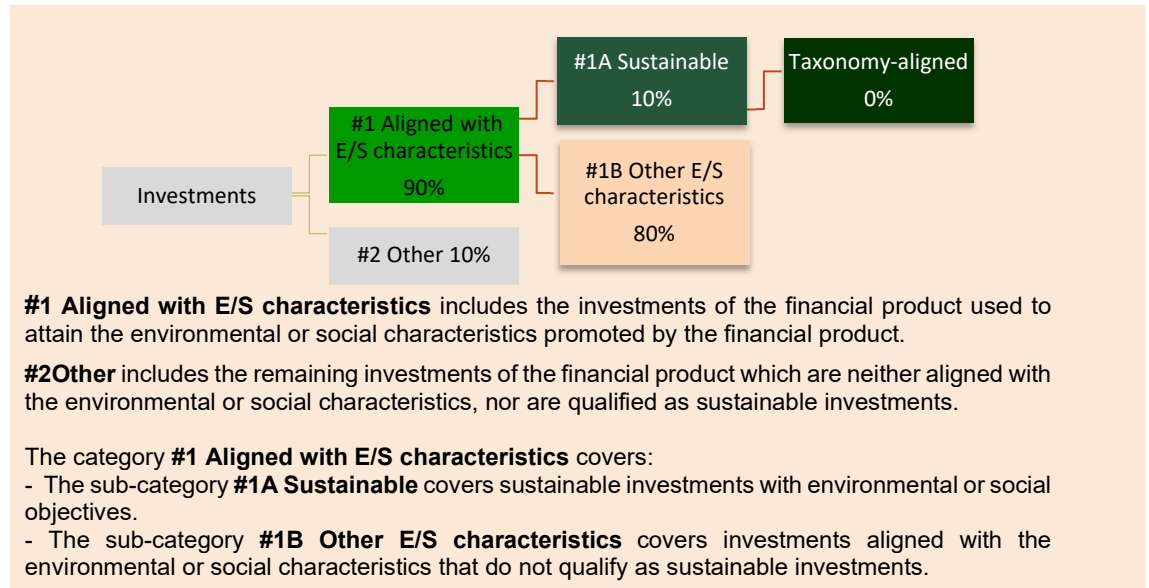 #1A Sustainable
10%
Taxonomy-aligned
0%
#1 Aligned with
E/S characteristics
90%
#1B Other E/S
characteristics
80%
Investments
#2 Other 10%
#1 Aligned with E/S characteristics includes the investments of the financial product used to
attain the environmental or social characteristics promoted by the financial product.
#2Other includes the remaining investments of the financial product which are neither aligned with
the environmental or social characteristics, nor are qualified as sustainable investments.
The category #1 Aligned with E/S characteristics covers:
- The sub-category #1A Sustainable covers sustainable investments with environmental or social
objectives.
- The sub-category #1B Other E/S characteristics covers investments aligned with the
environmental or social characteristics that do not qualify as sustainable investments.